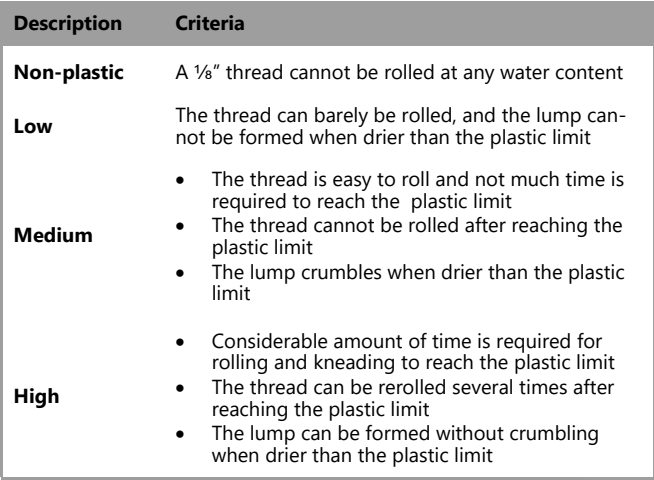 Description Criteria
Non-plastic A ⅛" thread cannot be rolled at any water content
Low The thread can barely be rolled, and the lump can-
not be formed when drier than the plastic limit
Medium
• The thread is easy to roll and not much time is
required to reach the plastic limit
• The thread cannot be rolled after reaching the
plastic limit
• The lump crumbles when drier than the plastic
limit
High
• Considerable amount of time is required for
rolling and kneading to reach the plastic limit
• The thread can be rerolled several times after
reaching the plastic limit
• The lump can be formed without crumbling
when drier than the plastic limit